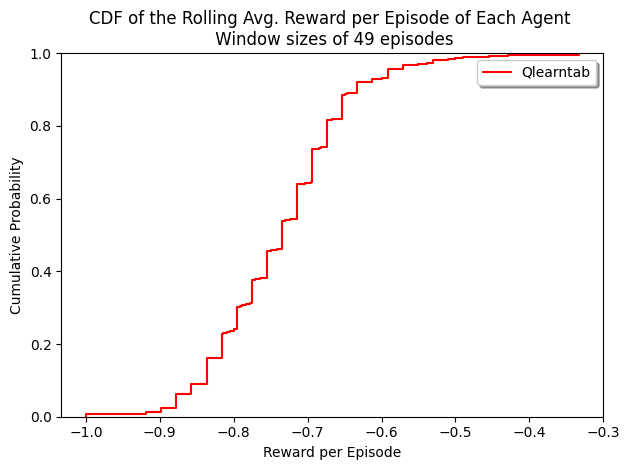 CDF of the Rolling Avg. Reward per Episode of Each Agent
Window sizes of 49 episodes
Qlearntab
1.0
0.8
0.6
0.4
0.2
0.0
Cumulative Probability
−1.0 −0.9 −0.8 −0.7 −0.6 −0.5 −0.4 −0.3
Reward per Episode